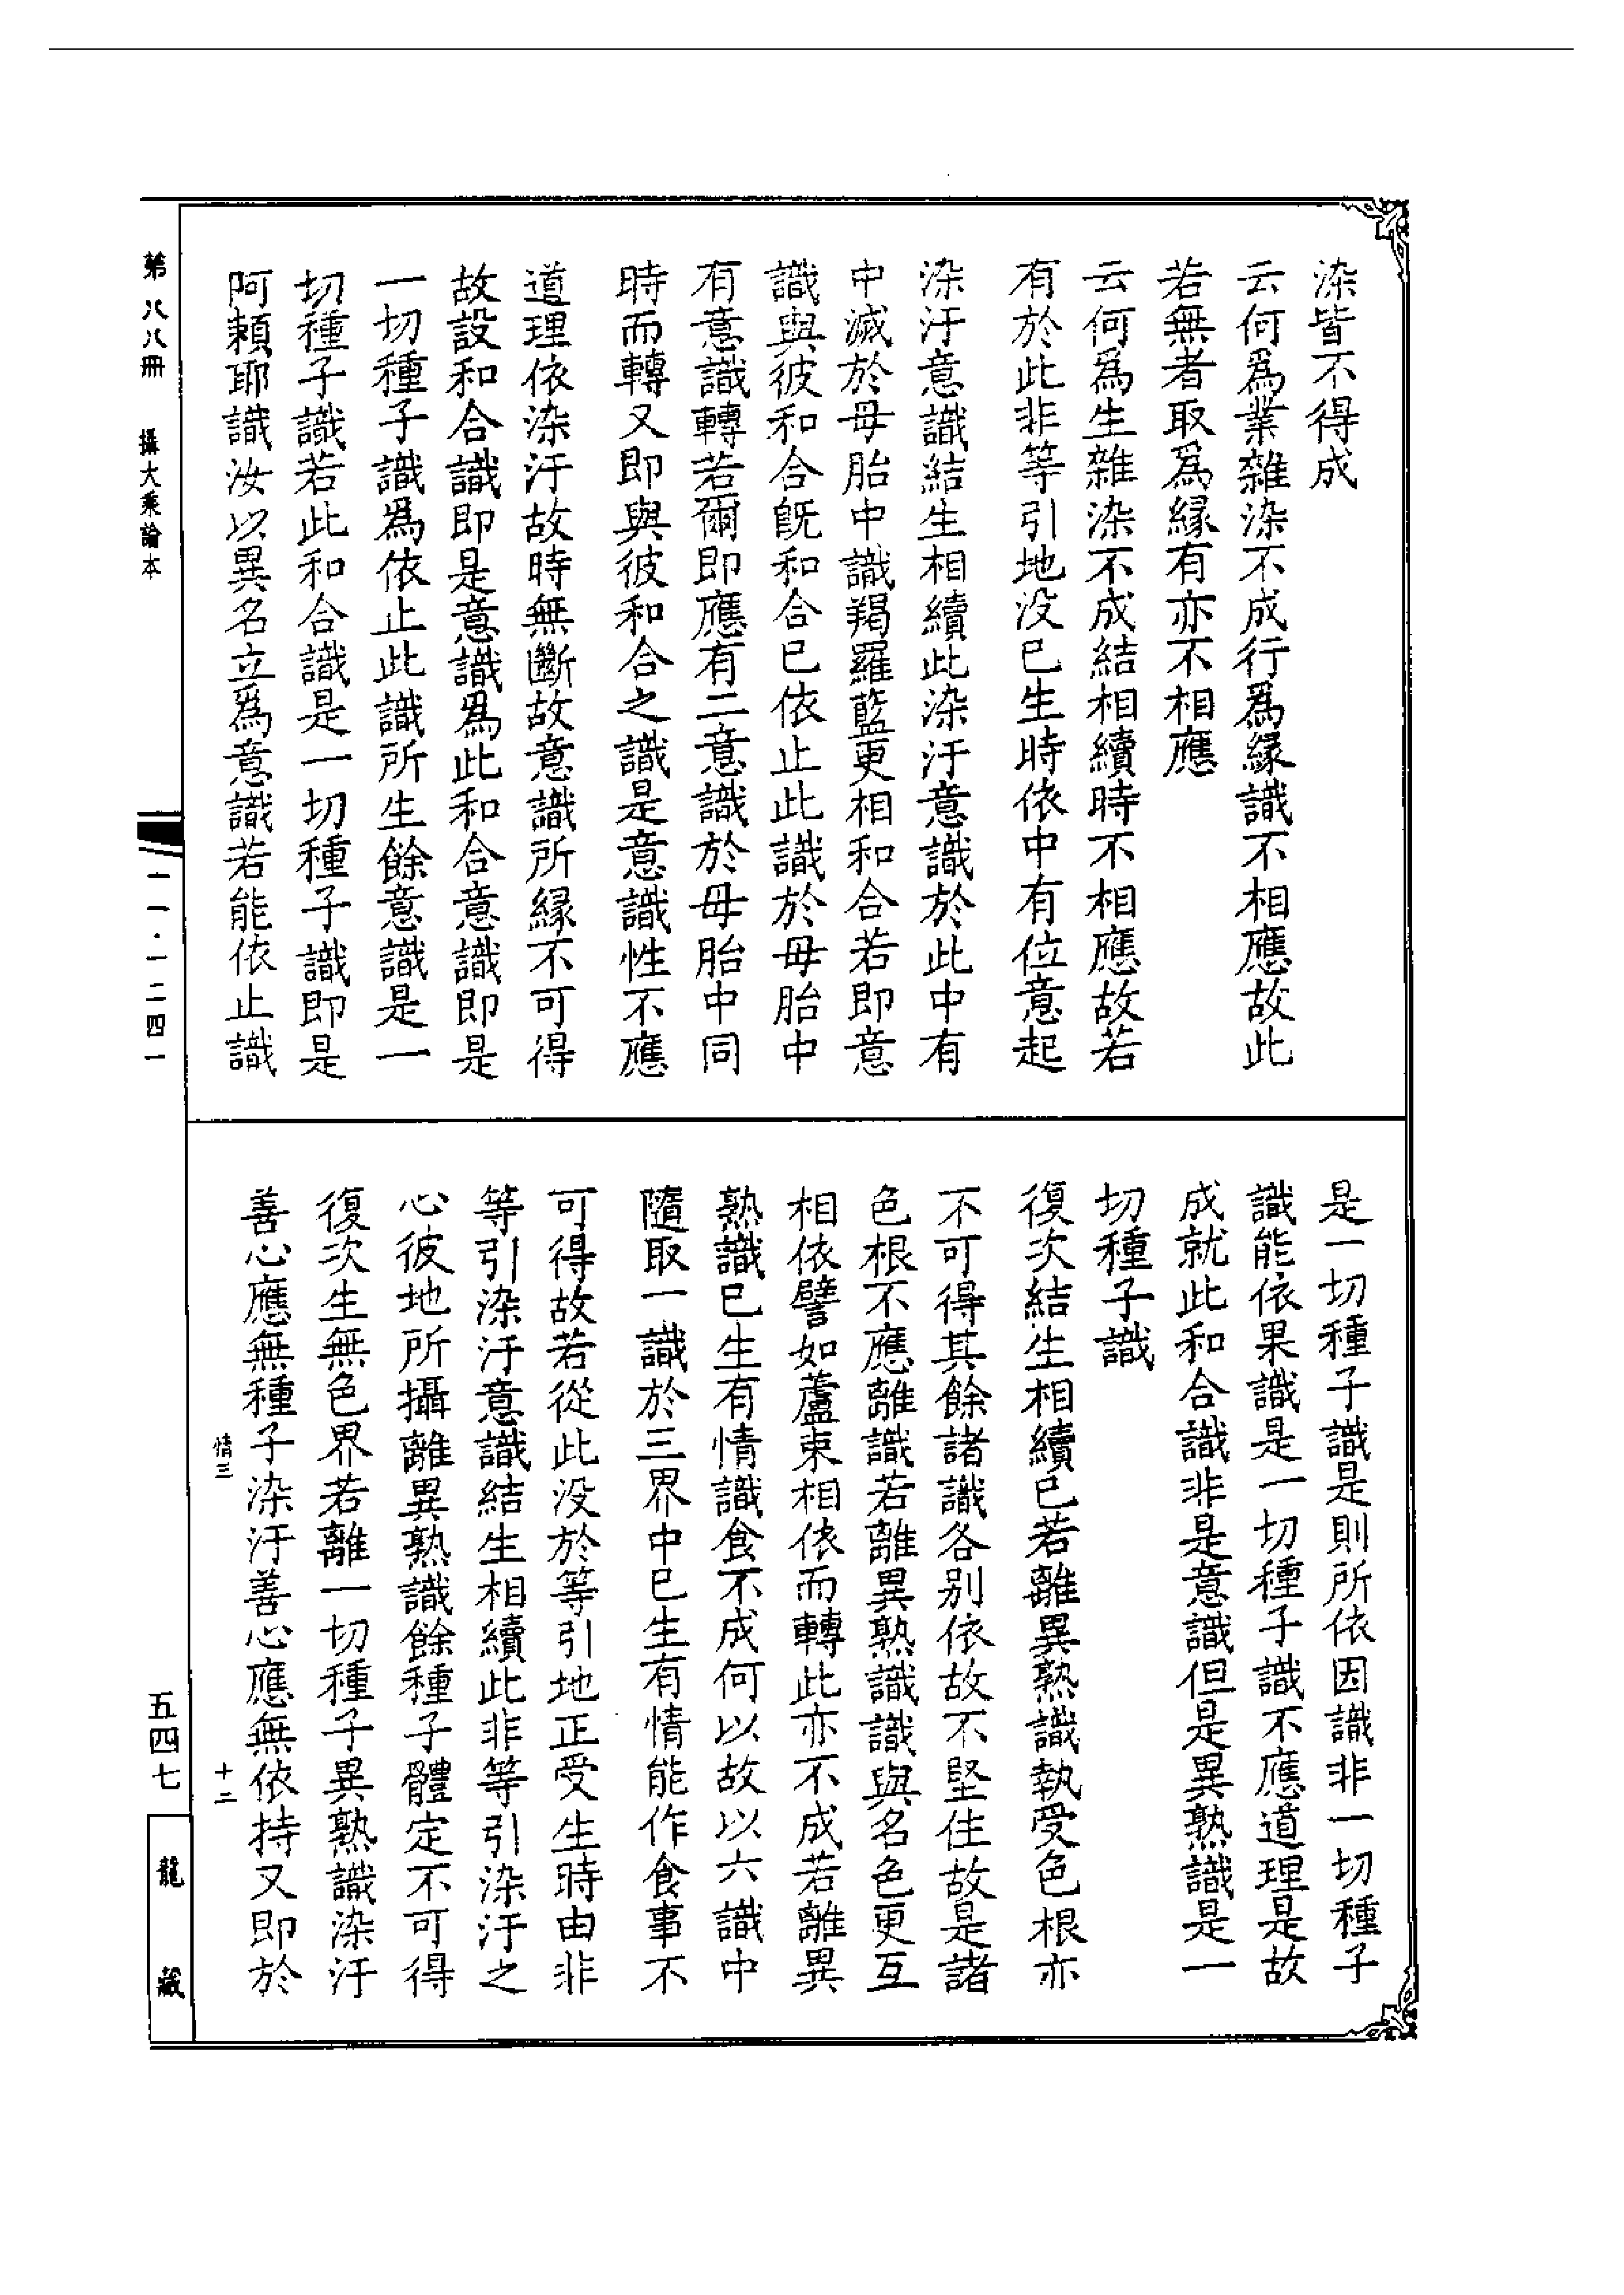 染皆不得成
云何爲業雜染不成行爲緣識不相應故此
若無者取爲緣有亦不相應
云何爲生雜染不成結相續時不相應故若
有於此非等引地没已生時依中有位意起
染汙意識結生相續此染汙意識於此中有
中滅於母胎中識羯羅藍更相和合若即意
識與彼和合既和合已依止此識於母胎中
有意識轉若爾即應有二意識於母胎中同
時而轉又即與彼和合之識是意識性不應
道理依染汙故時無斷故意識所緣不可得
故設和合識即是意識爲此和合意識即是
一切種子識爲依止此識所生餘意識是一
切種子識若此和合識是一切種子識即是
阿賴耶識汝以異名立爲意識若能依止識
是一切種子識是則所依因識非一切種子
識能依果識是一切種子識不應道理是故
成就此和合識非是意識但是異熟識是一
切種子識
復次結生相續已若離異熟識執受色根亦
不可得其餘諸識各別依故不堅住故是諸
色根不應離識若離異熟識識與名色更互
相依譬如蘆束相依而轉此亦不成若離異
熟識已生有情識食不成何以故以六識中
隨取一識於三界中已生有情能作食事不
可得故若從此没於等引地正受生時由非
等引染汙意識結生相續此非等引染汙之
心彼地所攝離異熟識餘種子體定不可得
復次生無色界若離一切種子異熟識染汙
善心應無種子染汙善心應無依持又即於
情三
十二
第八八冊
攝大乘論本
一一·一二四一
五四七
龍藏